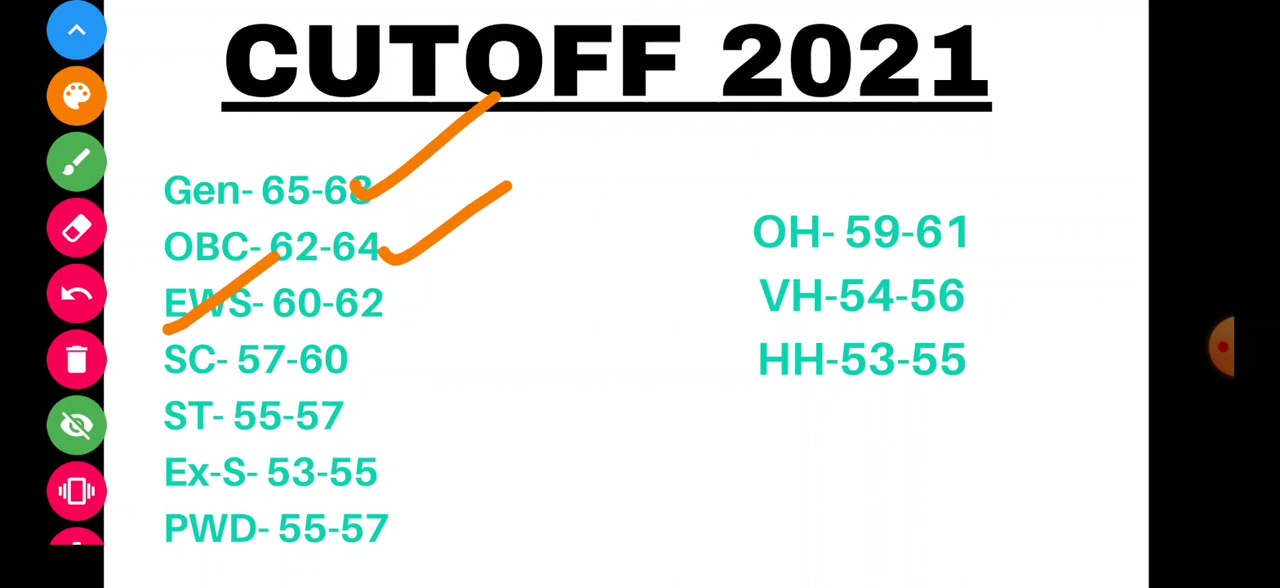 CUTOFF 2021
Gen- 65-68
OBC- 62-64
EWS- 60-62
SC- 57-60
ST- 55-57
Ex-S- 53-55
PWD- 55-57
OH- 59-61
VH-54-56
HH-53-55